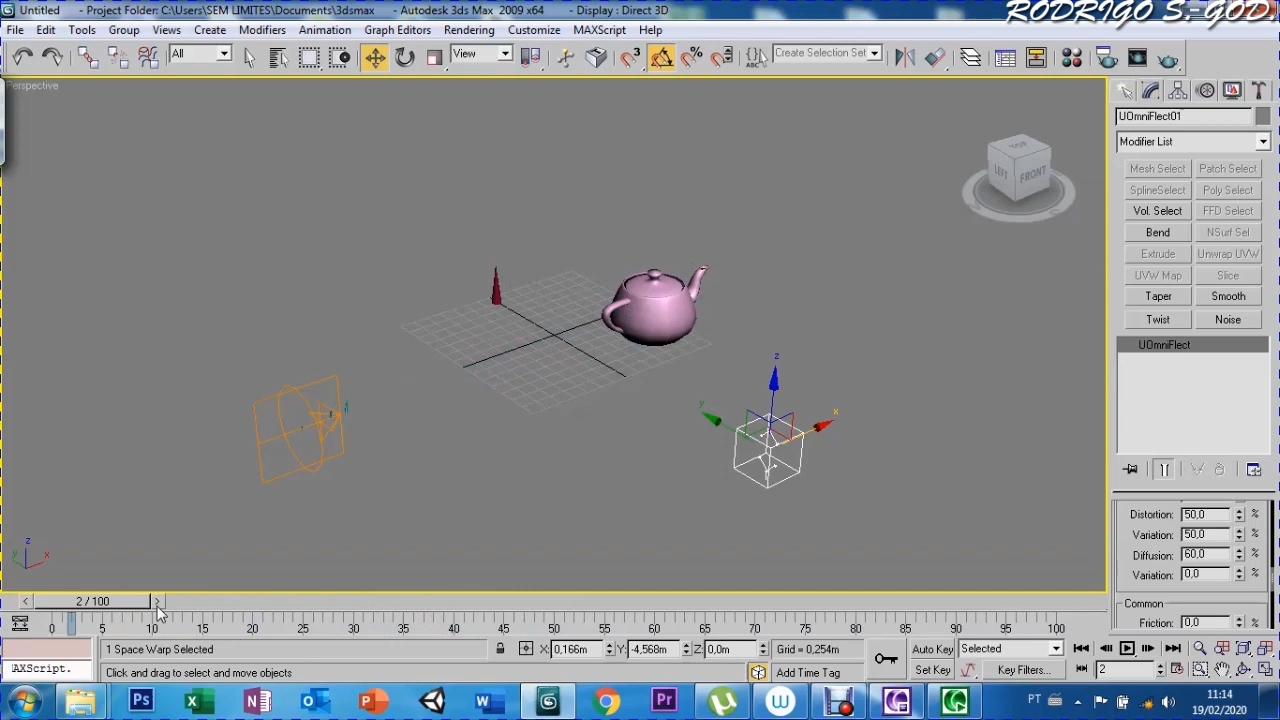 Untitled - Project Folder: C:\USERS\SEM LIMITES\Documents\3dsmax - Autodesk 3ds Max 2009 x64 - Display : Direct 3D
RODRIGO S.-GOD
File Edit Tools Group Views Create Modifiers Animation Graph Editors Rendering Customize MAXScript Help
All View 3 % ABC Create Selection Set
Perspective
TOP
LEFT FRONT
UOmniFlect01
Modifier List
Mesh Select Patch Select
SplineSelect Poly Select
Vol. Select FFD Select
Bend NSurf Sel
Extrude Unwrap UVW
UVW Map Slice
Taper Smooth
Twist Noise
UOmniFlect
z
y x
z
y x
Distortion: 50,0 %
Variation: 50,0 %
Diffusion: 60,0 %
Variation: 0,0 %
Common
Friction: 0,0 %
< 2 / 100 >
0 5 10 15 20 25 30 35 40 45 50 55 60 65 70 75 80 85 90 95 100
1 Space Warp Selected X: 0,166m Y: -4,568m Z: 0,0m Grid = 0,254m Auto Key Selected
AXScript. Click and drag to select and move objects Add Time Tag Set Key Key Filters... 2
Ps W Pr W PT 11:14
19/02/2020